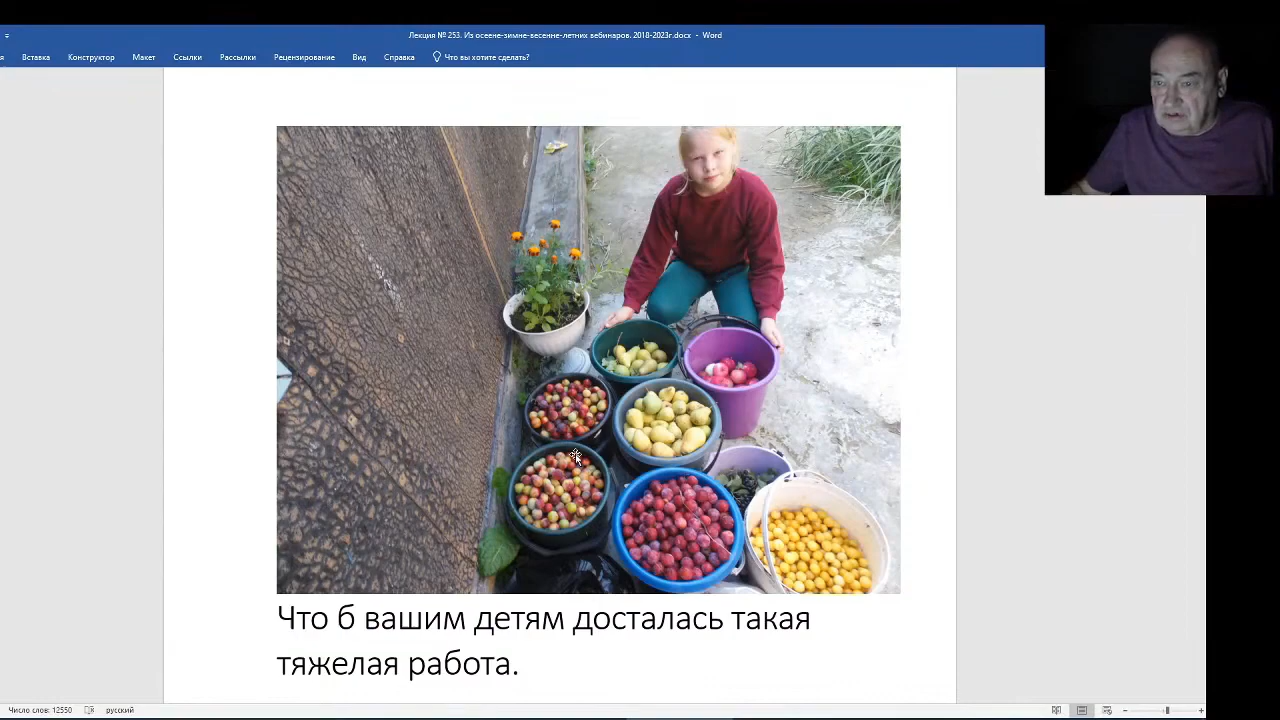 Лекция № 253. Из осеене-зимне-весенне-летних вебинаров. 2018-2023г.docx - Word
я Вставка Конструктор Макет Ссылки Рассылки Рецензирование Вид Справка Что вы хотите сделать?
Что б вашим детям досталась такая
тяжелая работа.
Число слов: 12550 русский